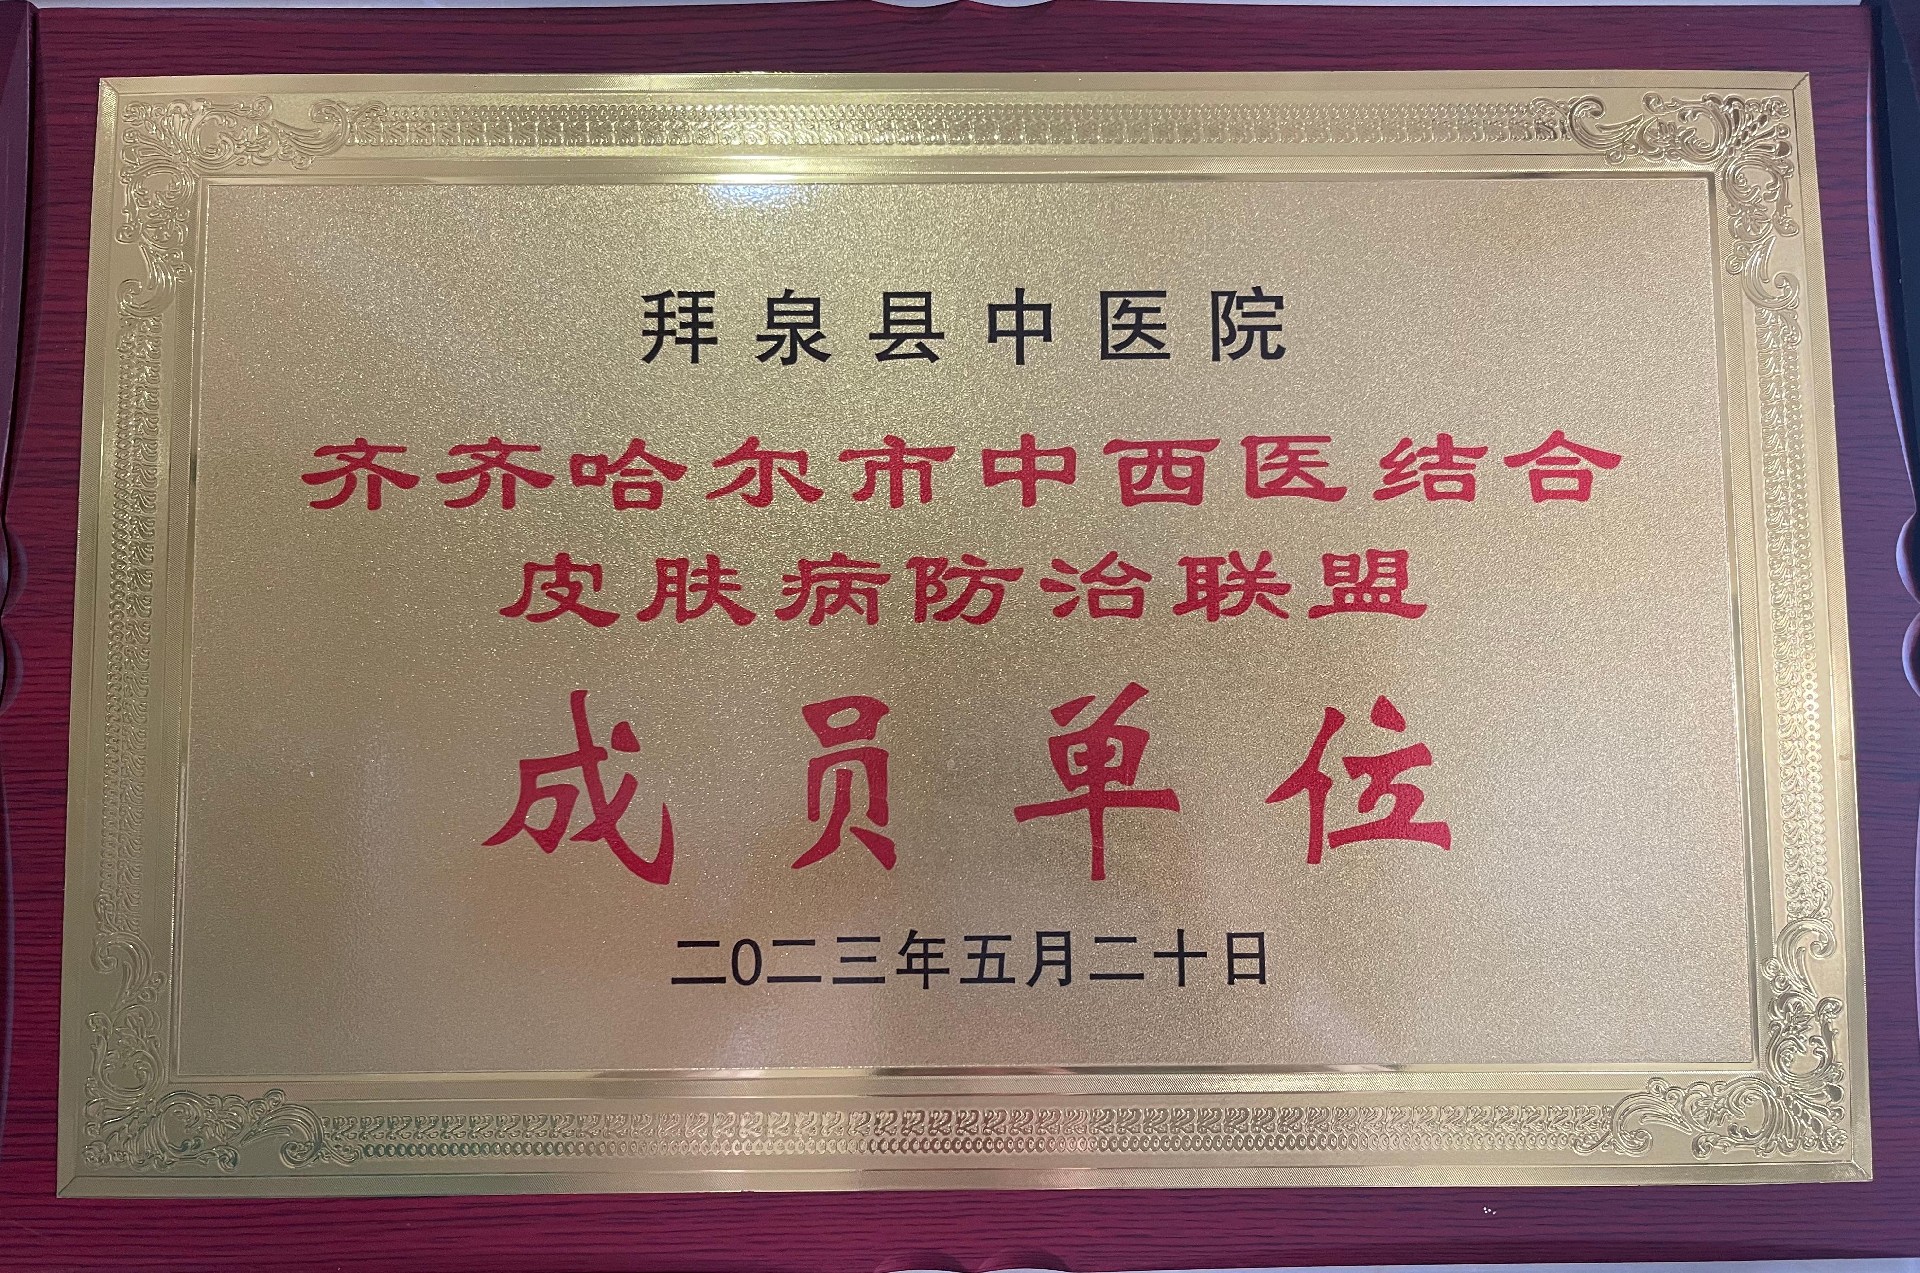 拜泉县中医院
齐齐哈尔市中西医结合
皮肤病防治联盟
成员单位
二0二三年五月二十日